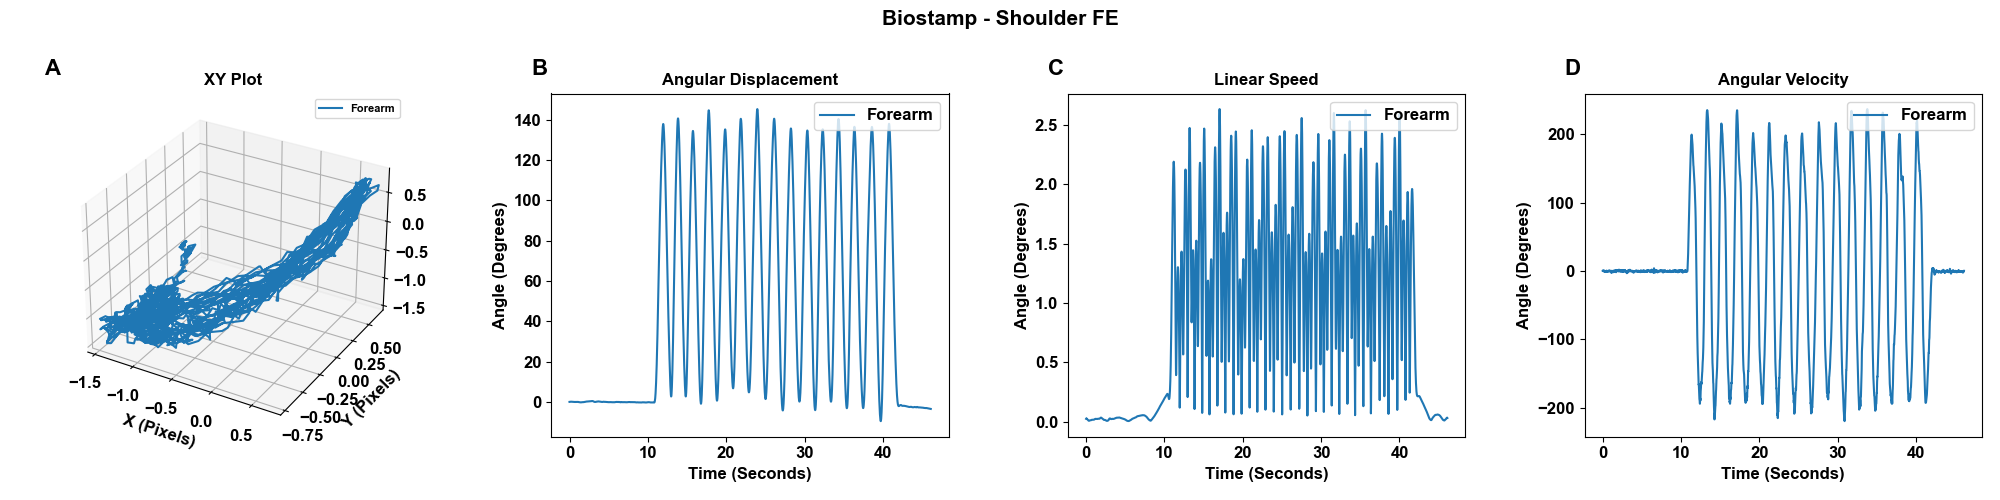 Biostamp - Shoulder FE
A
XY Plot
Forearm
0.5
0.0
−0.5
−1.0
−1.5
0.50
0.25
0.00
−0.25
−0.50
−0.75
Y (Pixels)
−1.5
−1.0
−0.5
0.0
0.5
X (Pixels)
B
Angular Displacement
Forearm
140
120
100
80
60
40
20
0
Angle (Degrees)
0 10 20 30 40
Time (Seconds)
C
Linear Speed
Forearm
2.5
2.0
1.5
1.0
0.5
0.0
Angle (Degrees)
0 10 20 30 40
Time (Seconds)
D
Angular Velocity
Forearm
200
100
0
−100
−200
Angle (Degrees)
0 10 20 30 40
Time (Seconds)